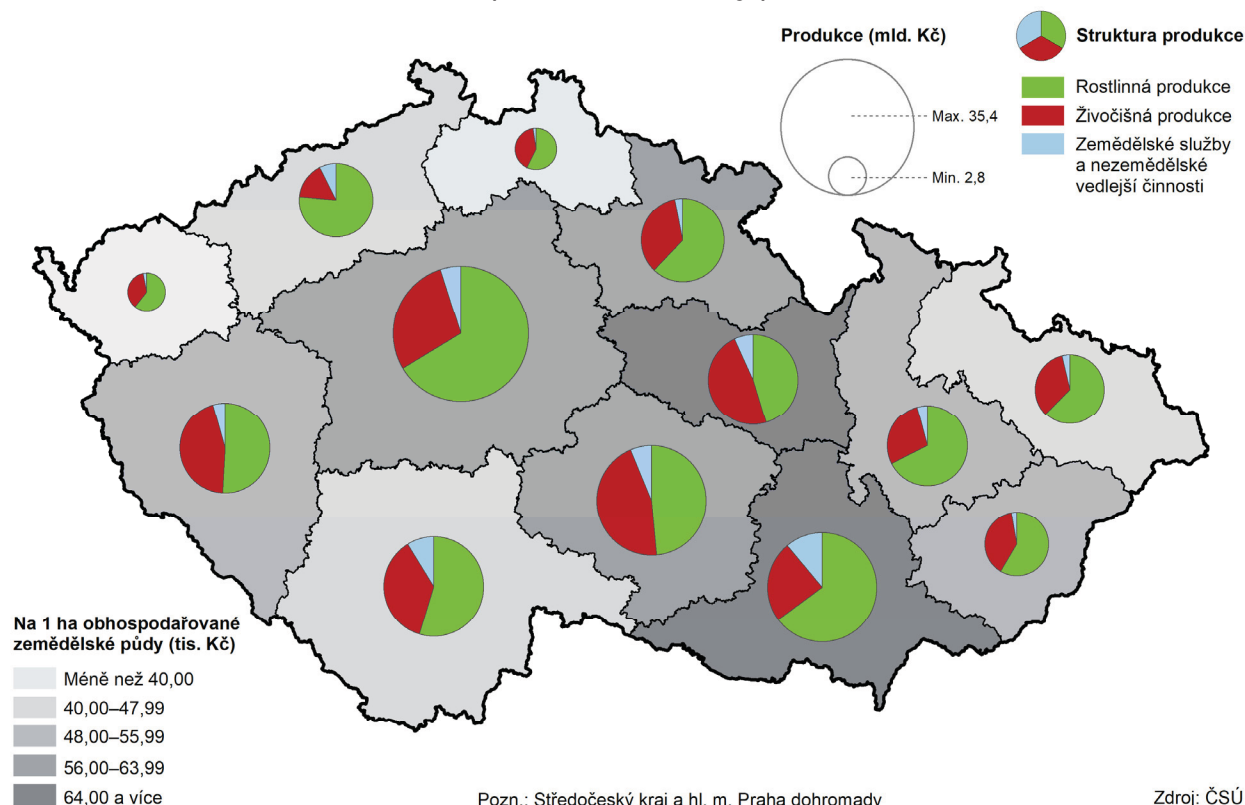 Produkce (mld. Kč)
Max. 35,4
Min. 2,8
Struktura produkce
Rostlinná produkce
Živočišná produkce
Zemědělské služby
a nezemědělské
vedlejší činnosti
Na 1 ha obhospodařované
zemědělské půdy (tis. Kč)
Méně než 40,00
40,00–47,99
48,00–55,99
56,00–63,99
64,00 a více
Pozn.: Středočeský kraj a hl. m. Praha dohromady
Zdroj: ČSÚ